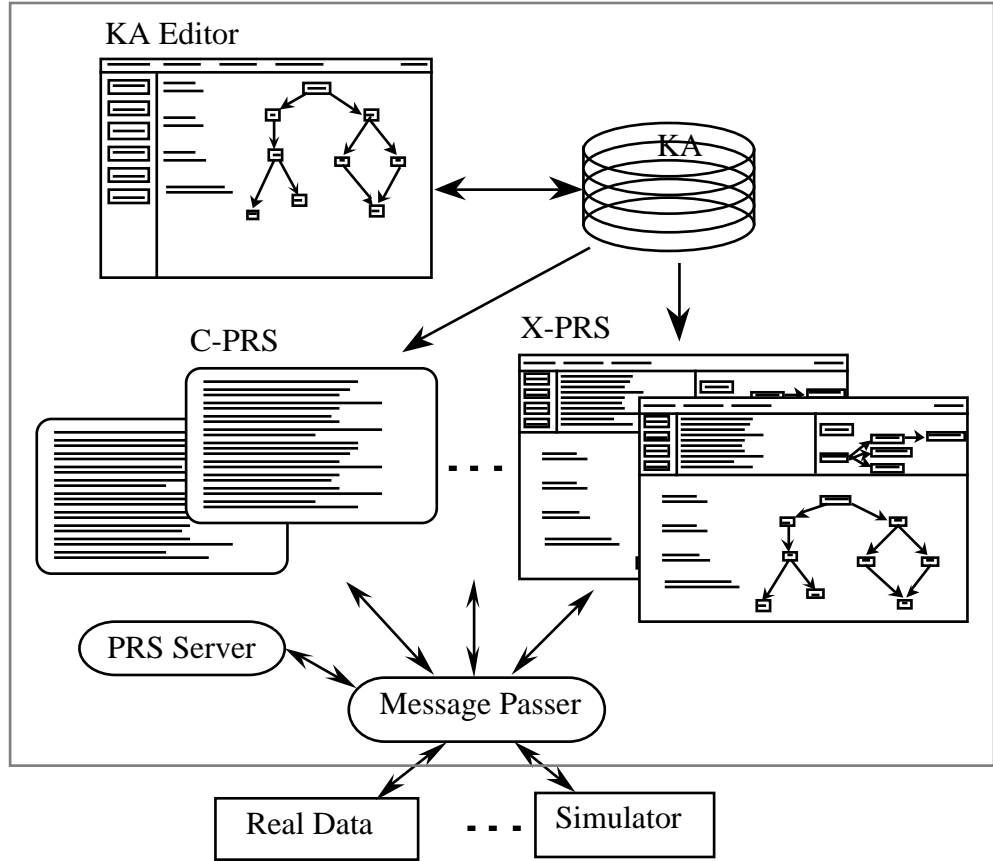 KA Editor
KA
C-PRS
X-PRS
PRS Server
Message Passer
Real Data
Simulator